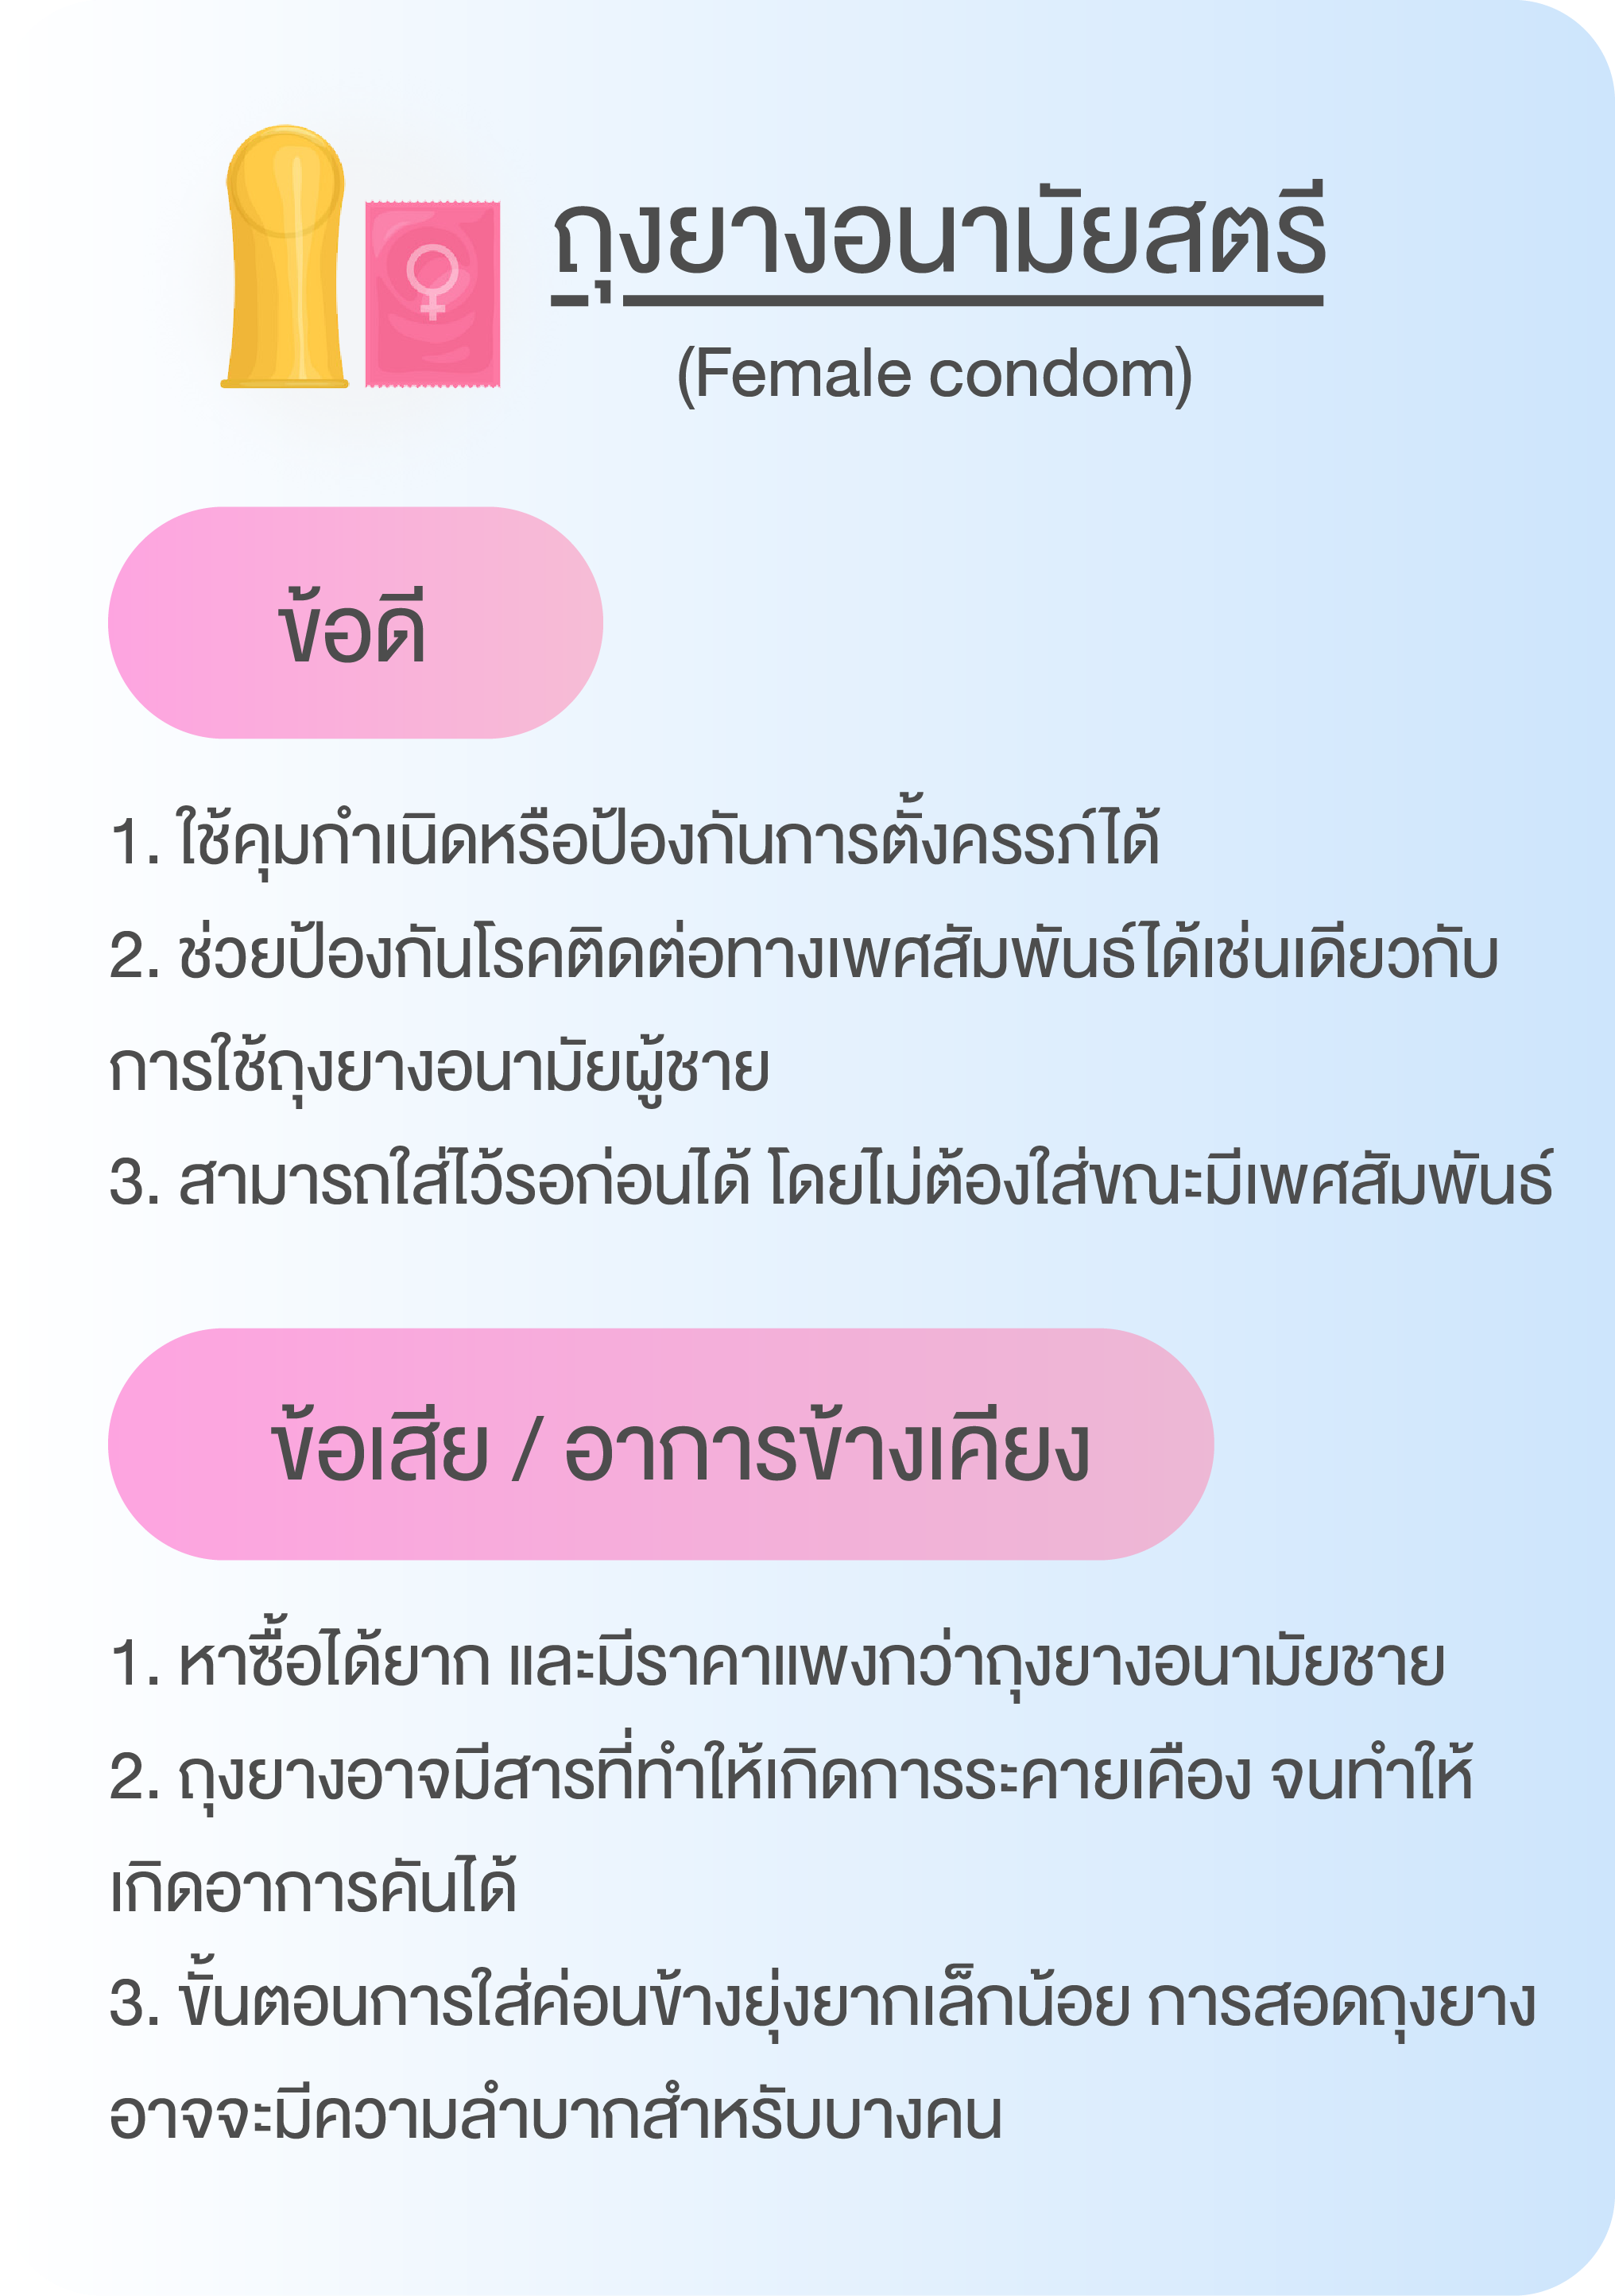 ถุงยางอนามัยสตรี
(Female condom)
ข้อดี
1. ใช้คุมกำเนิดหรือป้องกันการตั้งครรภ์ได้
2. ช่วยป้องกันโรคติดต่อทางเพศสัมพันธ์ได้เช่นเดียวกับ
การใช้ถุงยางอนามัยผู้ชาย
3. สามารถใส่ไว้รอก่อนได้ โดยไม่ต้องใส่ขณะมีเพศสัมพันธ์
ข้อเสีย / อาการข้างเคียง
1. หาซื้อได้ยาก และมีราคาแพงกว่าถุงยางอนามัยชาย
2. ถุงยางอาจมีสารที่ทำให้เกิดการระคายเคือง จนทำให้
เกิดอาการคันได้
3. ขั้นตอนการใส่ค่อนข้างยุ่งยากเล็กน้อย การสอดถุงยาง
อาจจะมีความลำบากสำหรับบางคน